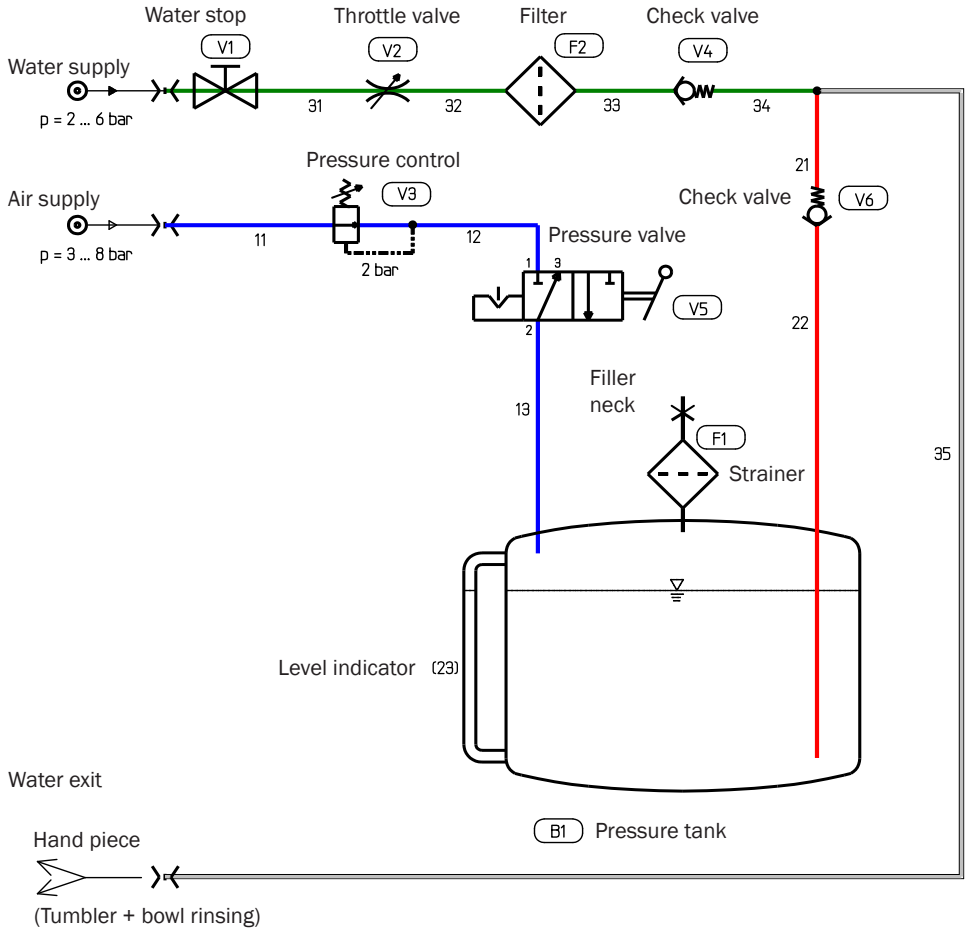 Water stop
Throttle valve
Filter
Check valve
V1
V2
F2
V4
Water supply
p = 2 ... 6 bar
31
32
33
34
21
Pressure control
V3
Check valve
V6
Air supply
p = 3 ... 8 bar
11
12
2 bar
Pressure valve
1
3
2
V5
22
13
Filler
neck
F1
Strainer
35
Level indicator
(23)
Water exit
B1
Pressure tank
Hand piece
(Tumbler + bowl rinsing)